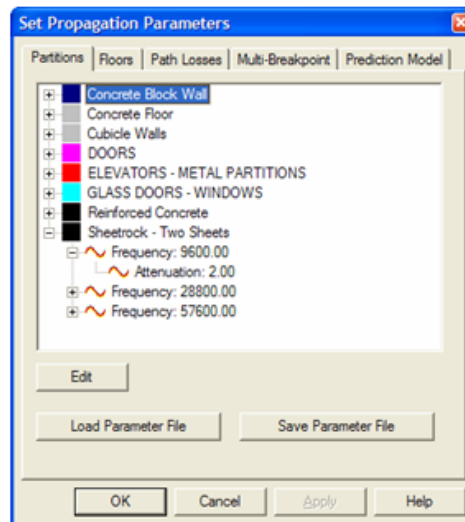 Set Propagation Parameters
Partitions Floors Path Losses Multi-Breakpoint Prediction Model
Concrete Block Wall
Concrete Floor
Cubicle Walls
DOORS
ELEVATORS - METAL PARTITIONS
GLASS DOORS - WINDOWS
Reinforced Concrete
Sheetrock - Two Sheets
Frequency: 9600.00
Attenuation: 2.00
Frequency: 28800.00
Frequency: 57600.00
Edit
Load Parameter File Save Parameter File
OK Cancel Apply Help